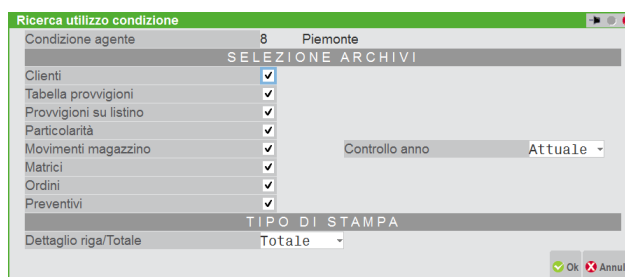 Ricerca utilizzo condizione
Condizione agente 8 Piemonte
SELEZIONE ARCHIVI
Clienti
Tabella provvigioni
Provvigioni su listino
Particolarità
Movimenti magazzino Controllo anno Attuale
Matrici
Ordini
Preventivi
TIPO DI STAMPA
Dettaglio riga/Totale Totale
Ok Annul